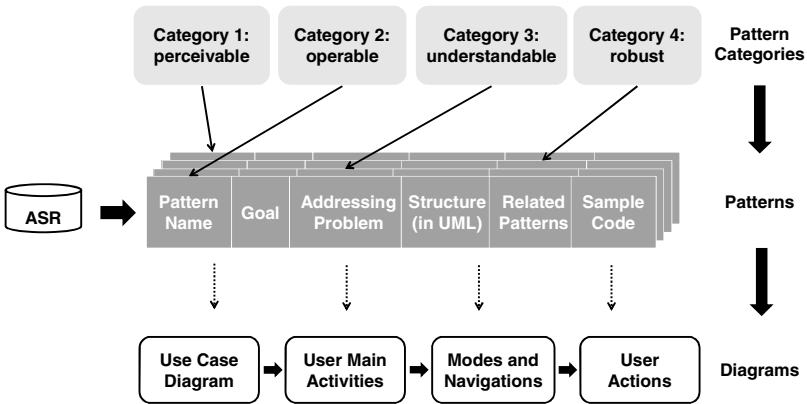 Category 1:
perceivable
Category 2:
operable
Category 3:
understandable
Category 4:
robust
Pattern
Categories
ASR
Pattern
Name
Goal
Addressing
Problem
Structure
(in UML)
Related
Patterns
Sample
Code
Patterns
Use Case
Diagram
User Main
Activities
Modes and
Navigations
User
Actions
Diagrams